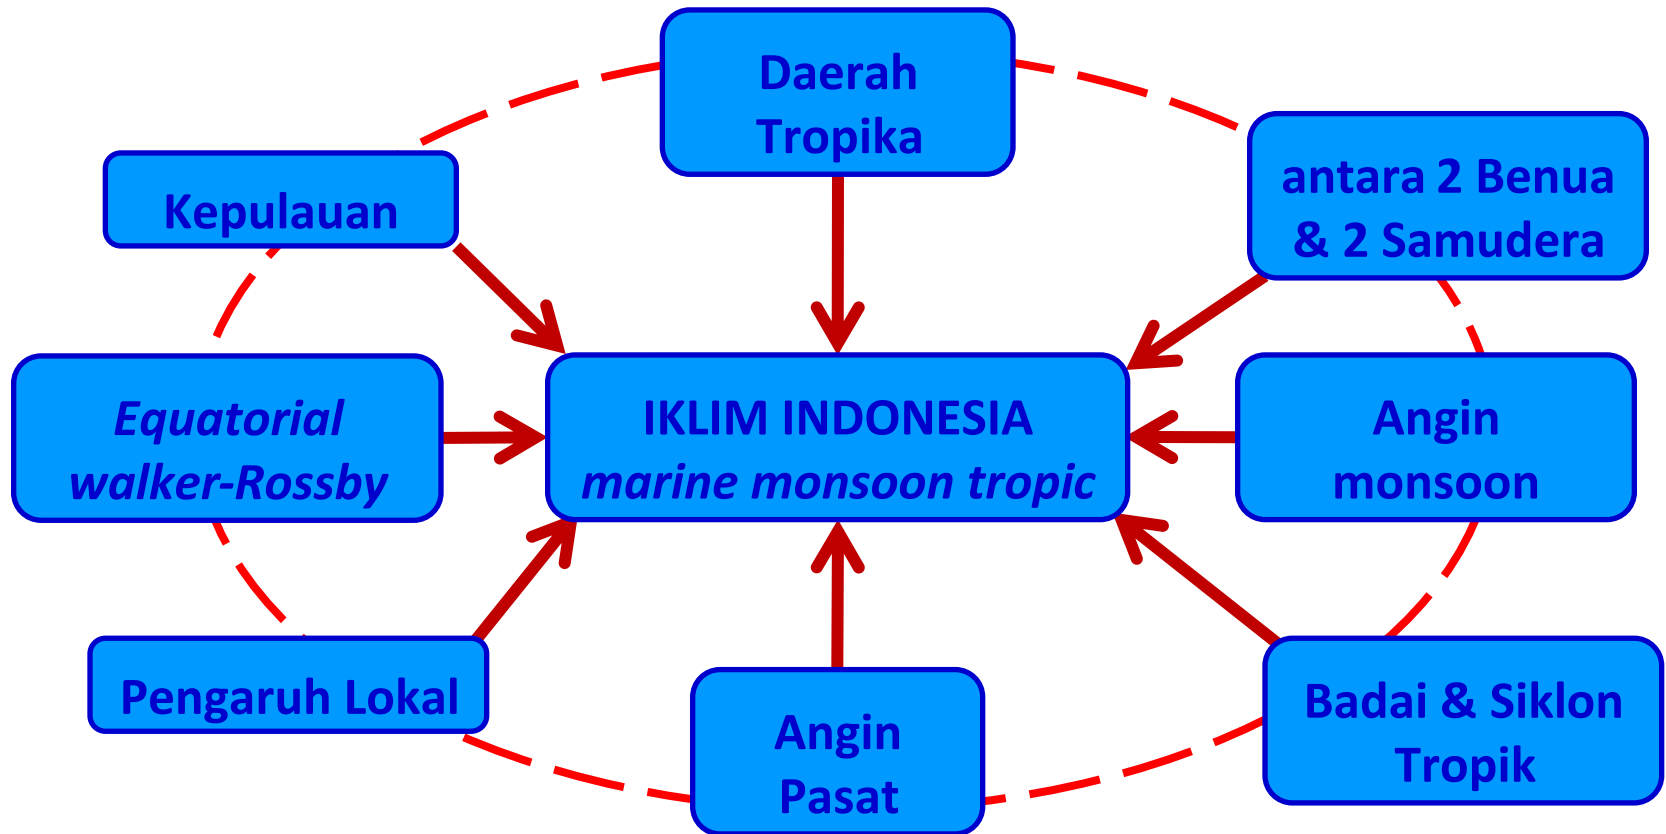 Daerah
Tropika
antara 2 Benua
& 2 Samudera
Kepulauan
Equatorial
walker-Rossby
IKLIM INDONESIA
marine monsoon tropic
Angin
monsoon
Pengaruh Lokal
Angin
Pasat
Badai & Siklon
Tropik